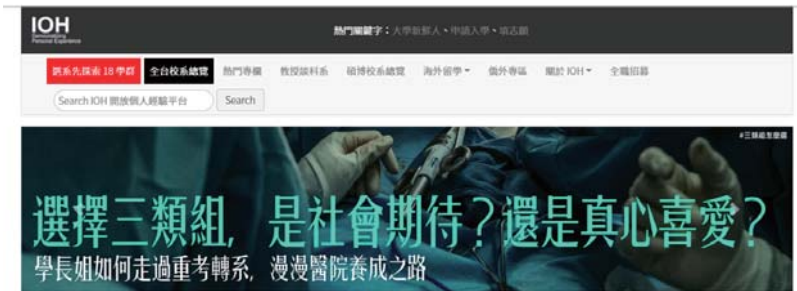 IOH
Democratizing
Personal Experience
熱門關鍵字：大學新鮮人、申請入學、填志願
選系先探索 18 學群 全台校系總覽 熱門專欄 教授談科系 碩博校系總覽 海外留學 僑外專區 關於 IOH 全職招募
Search IOH 開放個人經驗平台 Search
#三類組怎麼選
選擇三類組，是社會期待？還是真心喜愛？
學長姐如何走過重考轉系，漫漫醫院養成之路